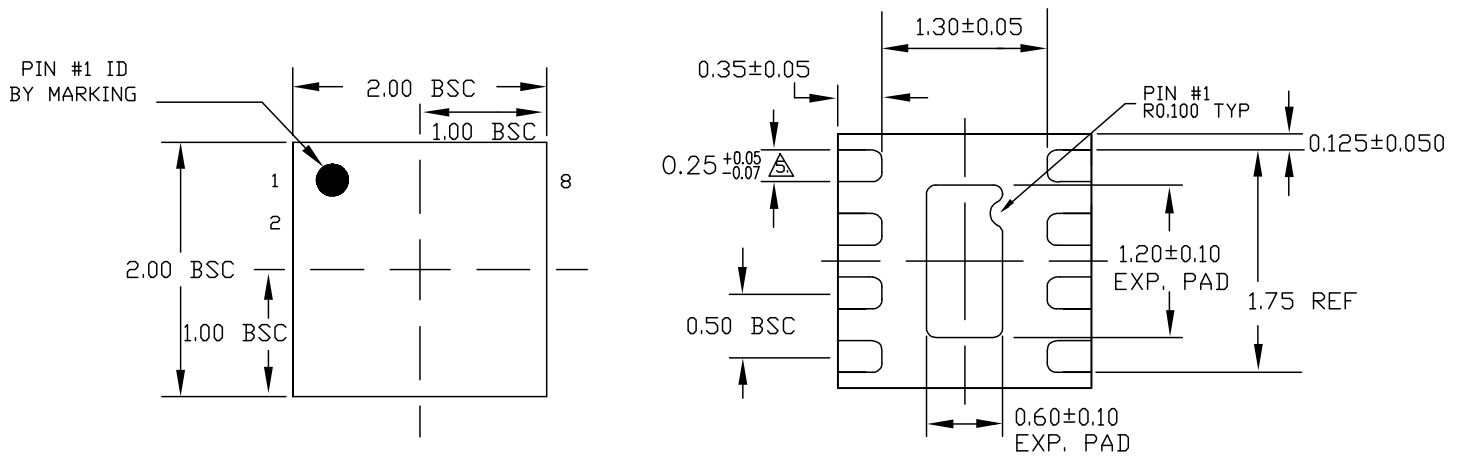 PIN #1 ID
BY MARKING
2.00 BSC
1.00 BSC
1
2
8
2.00 BSC
1.00 BSC
1.30±0.05
0.35±0.05
PIN #1
R0.100 TYP
0.125±0.050
0.25 +0.05
-0.07
5.
1.20±0.10
EXP. PAD
1.75 REF
0.50 BSC
0.60±0.10
EXP. PAD